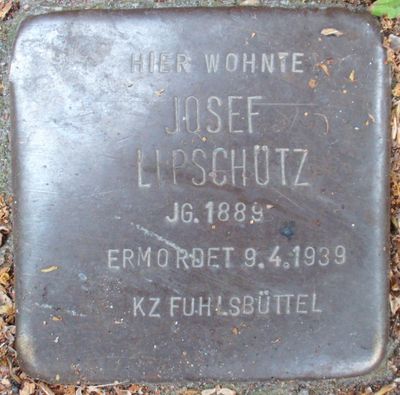 HIER WOHNTE
JOSEF
LIPSCHÜTZ
JG. 1889
ERMORDET 9.4.1939
KZ FUHLSBÜTTEL